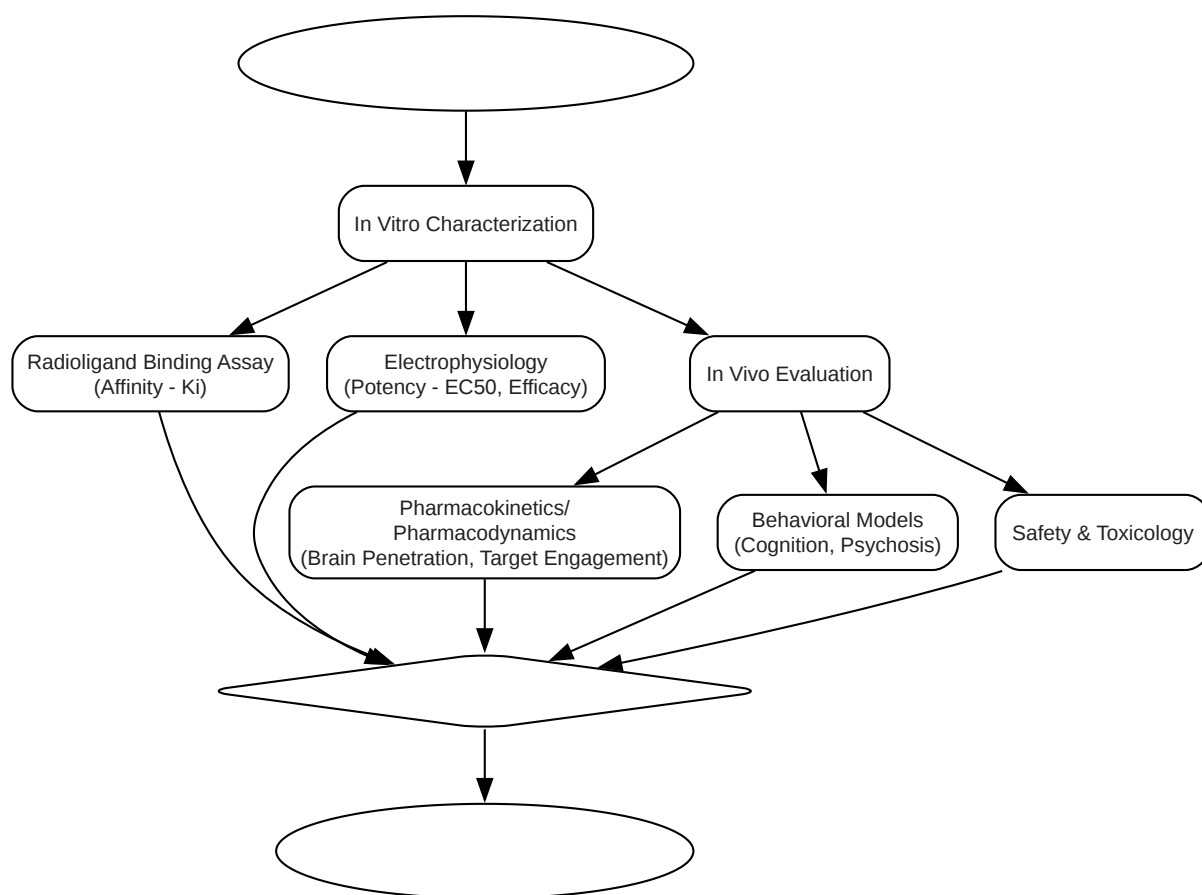 In Vitro Characterization
Radioligand Binding Assay
(Affinity - Ki)
Electrophysiology
(Potency - EC50, Efficacy)
In Vivo Evaluation
Pharmacokinetics/
Pharmacodynamics
(Brain Penetration, Target Engagement)
Behavioral Models
(Cognition, Psychosis)
Safety & Toxicology